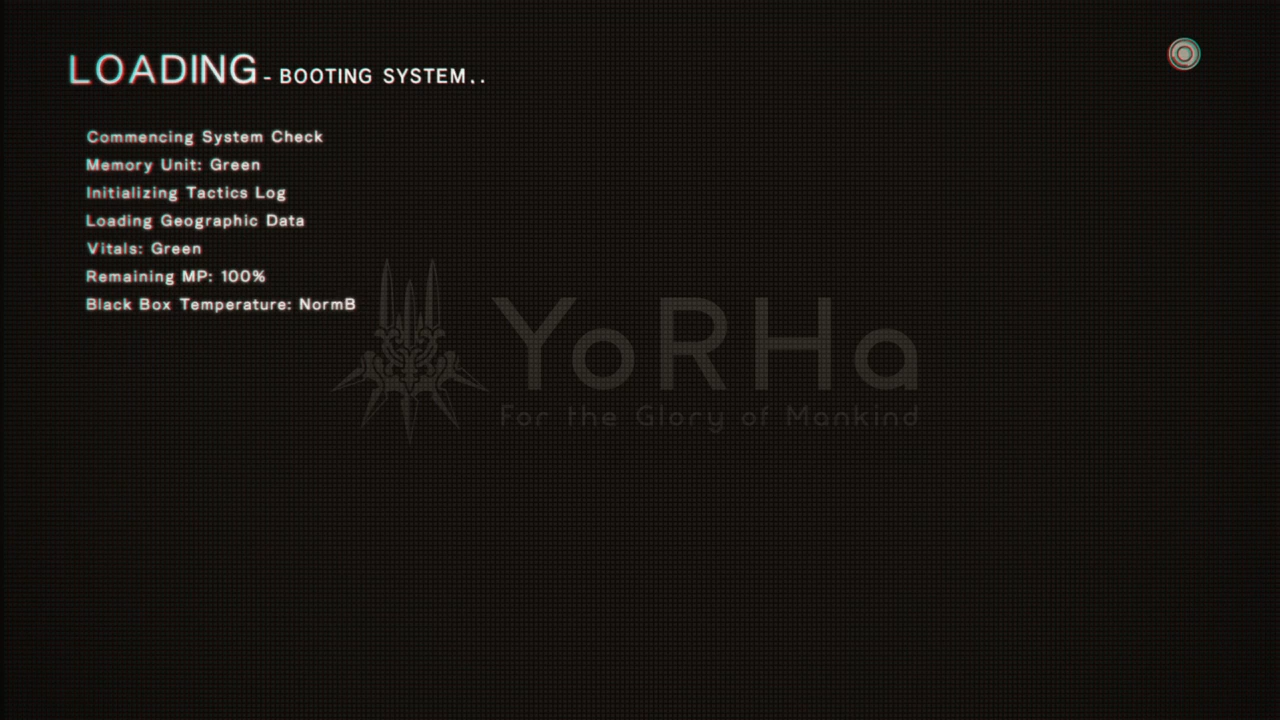 LOADING - BOOTING SYSTEM..
Commencing System Check
Memory Unit: Green
Initializing Tactics Log
Loading Geographic Data
Vitals: Green
Remaining MP: 100%
Black Box Temperature: NormB
YoRHa
For the Glory of Mankind